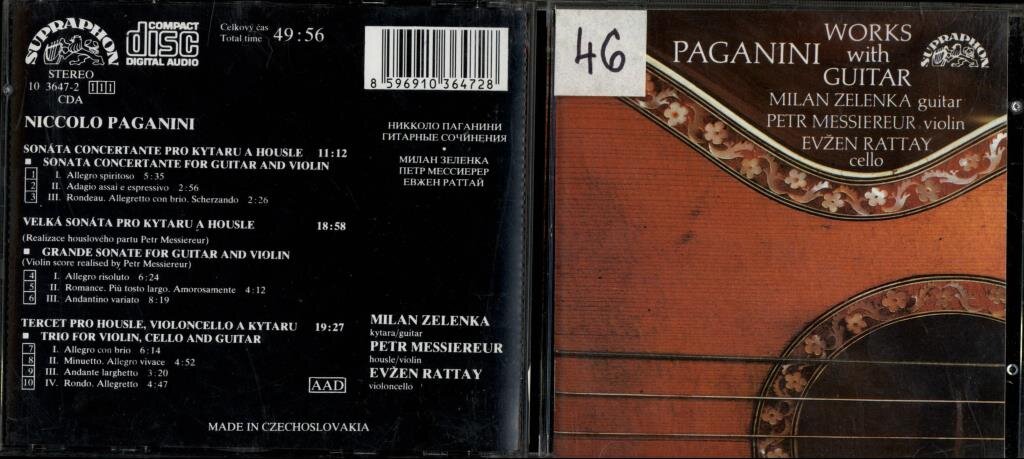 SUPRAPHON
COMPACT
disc
DIGITAL AUDIO
Celkový čas
Total time 49:56
STEREO
10 3647-2 111
CDA
8 596910 364728
NICCOLO PAGANINI
НИККОЛО ПАГАНИНИ
ГИТАРНЫЕ СОЧИНЕНИЯ
•
МИЛАН ЗЕЛЕНКА
ПЕТР МЕССИЕРЕР
ЕВЖЕН РАТТАЙ
SONÁTA CONCERTANTE PRO KYTARU A HOUSLE 11:12
■ SONATA CONCERTANTE FOR GUITAR AND VIOLIN
1 I. Allegro spiritoso 5:35
2 II. Adagio assai e espressivo 2:56
3 III. Rondeau. Allegretto con brio. Scherzando 2:26
VELKÁ SONÁTA PRO KYTARU A HOUSLE 18:58
(Realizace houslového partu Petr Messiereur)
■ GRANDE SONATE FOR GUITAR AND VIOLIN
(Violin score realised by Petr Messiereur)
4 I. Allegro risoluto 6:24
5 II. Romance. Più tosto largo. Amorosamente 4:12
6 III. Andantino variato 8:19
TERCET PRO HOUSLE, VIOLONCELLO A KYTARU 19:27
■ TRIO FOR VIOLIN, CELLO AND GUITAR
7 I. Allegro con brio 6:14
8 II. Minuetto. Allegro vivace 4:52
9 III. Andante larghetto 3:20
10 IV. Rondo. Allegretto 4:47
MILAN ZELENKA
kytara/guitar
PETR MESSIEREUR
housle/violin
EVŽEN RATTAY
violoncello
AAD
MADE IN CZECHOSLOVAKIA
46
PAGANINI
WORKS
with
GUITAR
SUPRAPHON
MILAN ZELENKA guitar
PETR MESSIEREUR violin
EVŽEN RATTAY
cello